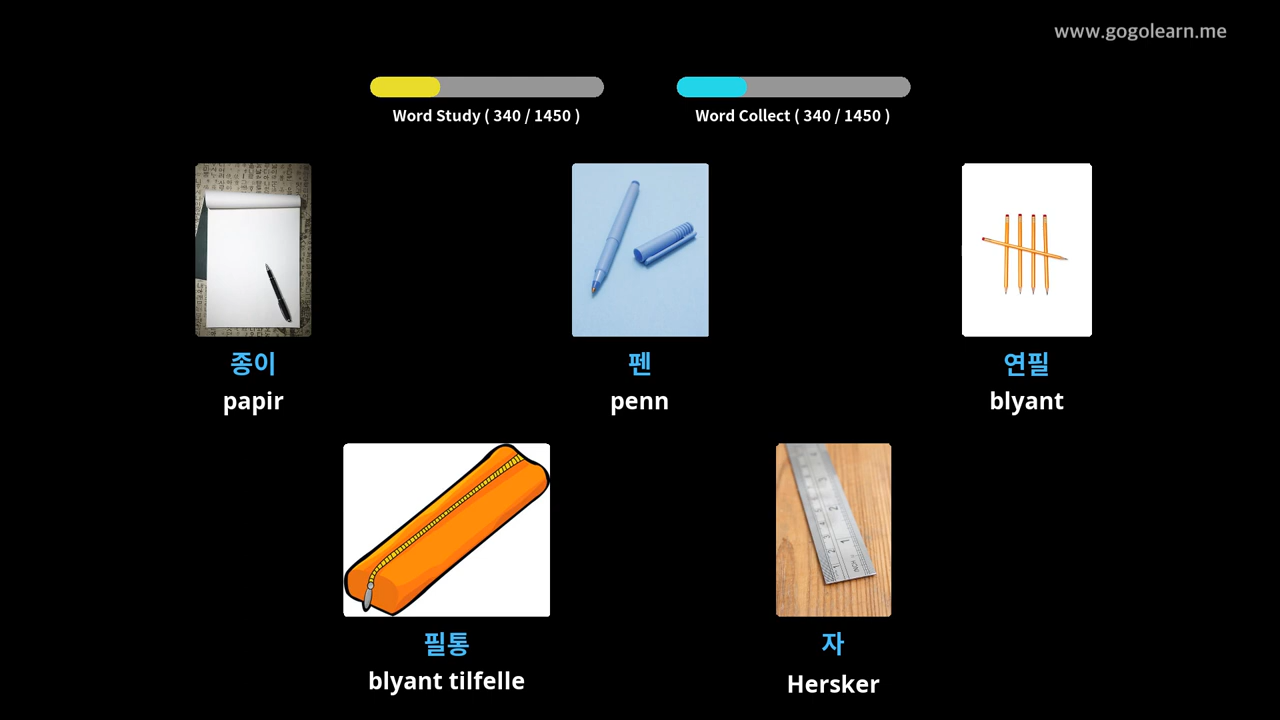 www.gogolearn.me
Word Study ( 340 / 1450 )
Word Collect ( 340 / 1450 )
종이
papir
펜
penn
연필
blyant
필통
blyant tilfelle
자
Hersker